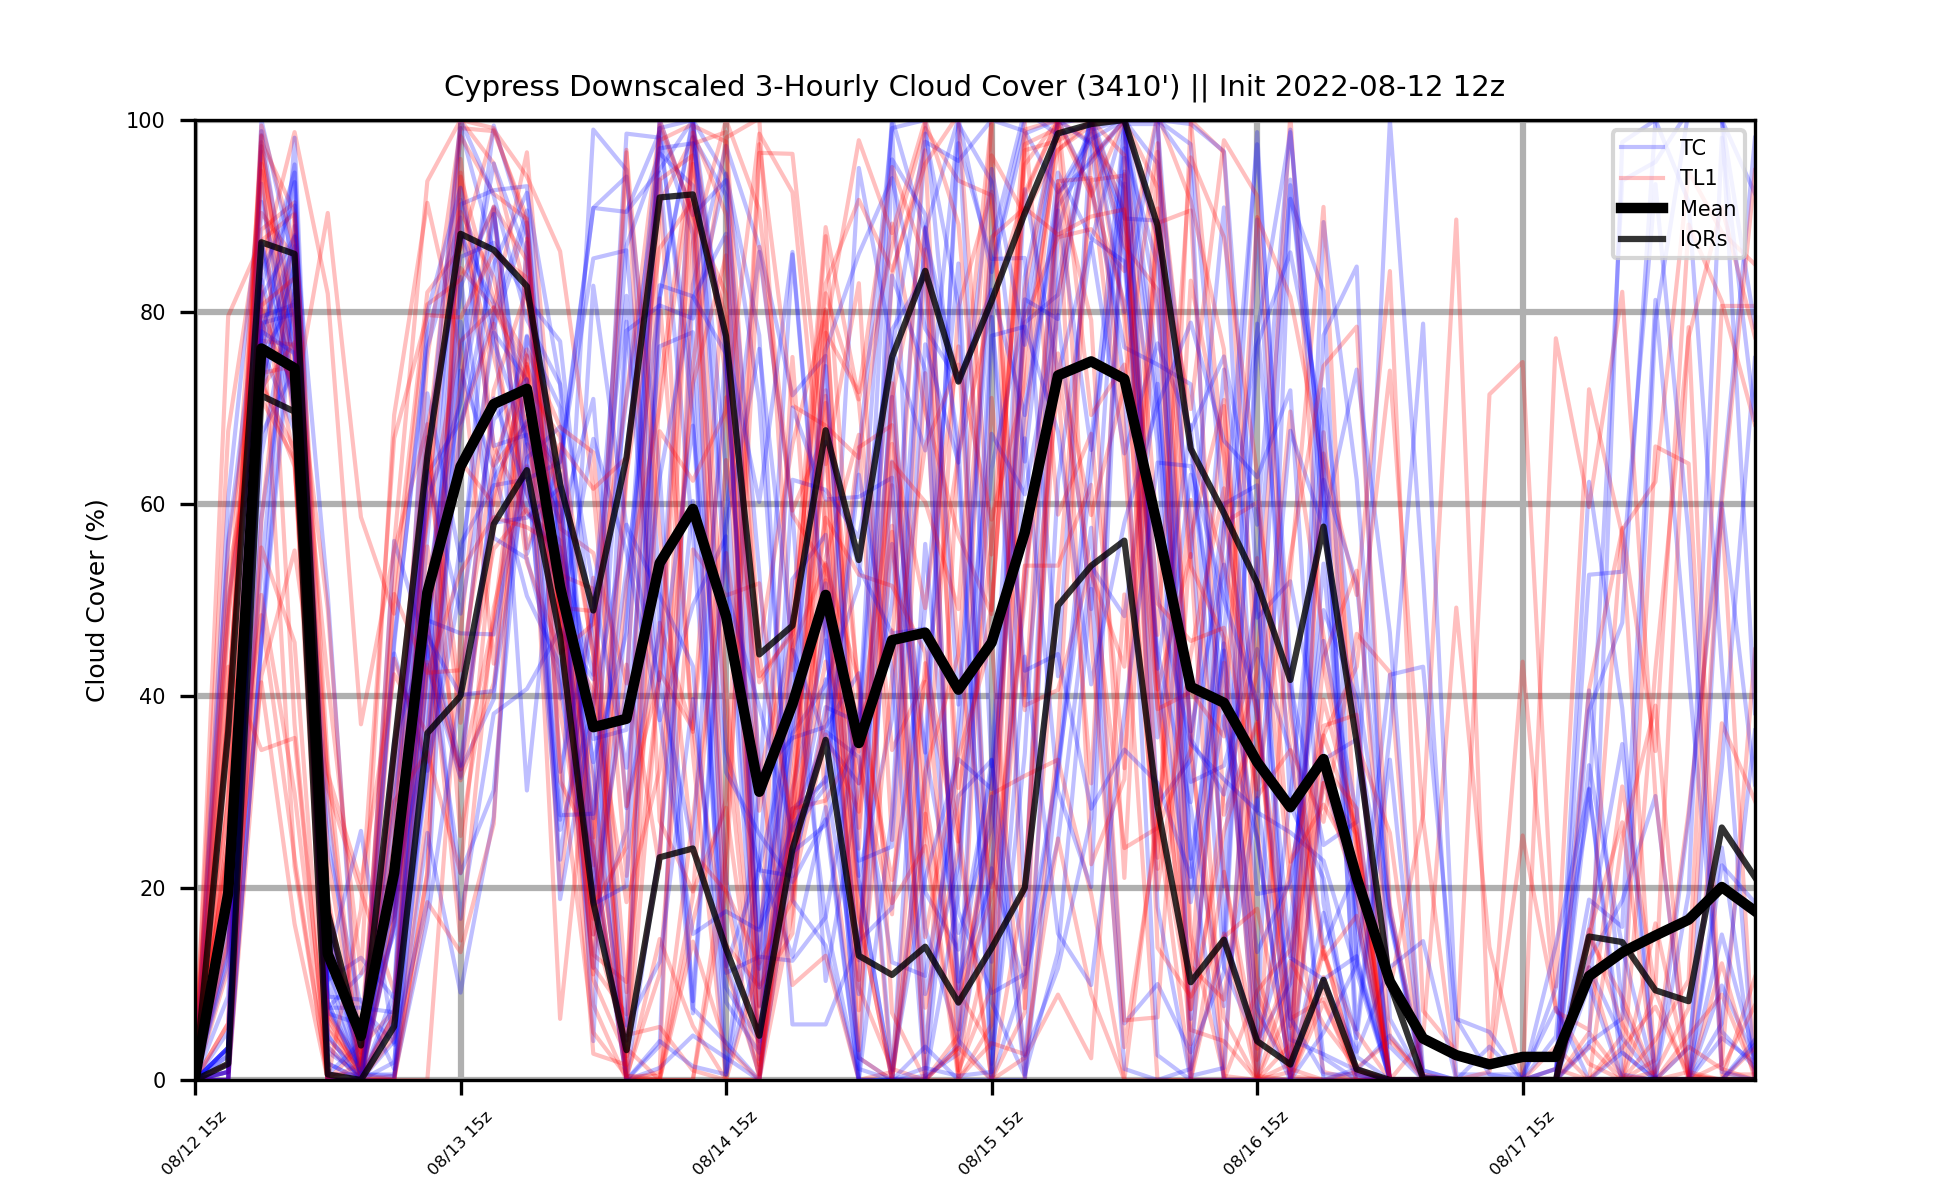 Cypress Downscaled 3-Hourly Cloud Cover (3410') || Init 2022-08-12 12z
Cloud Cover (%)
100
80
60
40
20
0
TC
TL1
Mean
IQRs
08/12 15z
08/13 15z
08/14 15z
08/15 15z
08/16 15z
08/17 15z